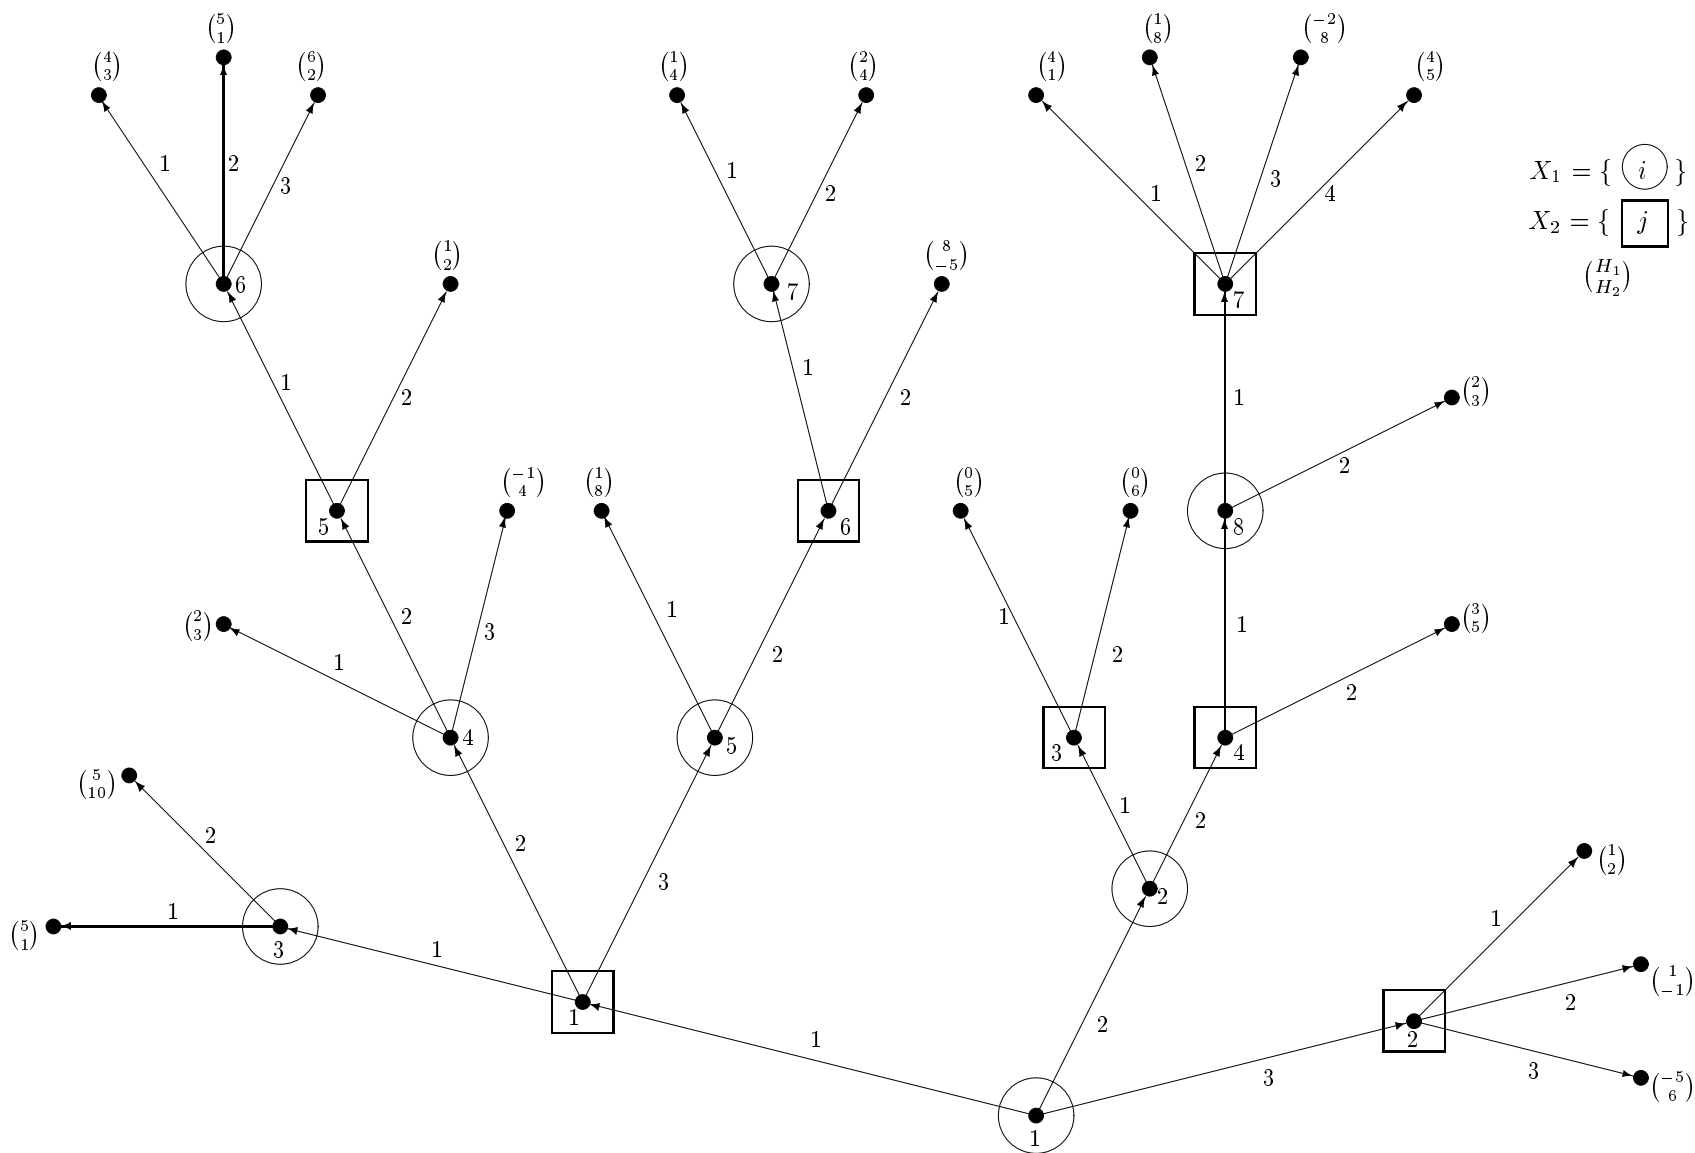 (5 1)
(4 3) (6 2) (1 4) (2 4) (4 1) (1 8) (-2 8) (4 5)
1 2 3 1 2 1 2 3 4
X₁ = { i }
X₂ = { j }
(H₁ H₂)
(1 2) (8 -5)
6 7 7
1 2 1 2 1 (2 3)
2
(-1 4) (1 8) (0 5) (0 6)
5 6 8
(2 3) 1 2 3 1 2 1 2 1 (3 5)
2
4 5 3 4
(5 10) 2 2 3 1 2 (1 2)
2
(5 1) 1 3 1 1
1 (1 -1)
2
1 2 2
3 3 (-5 6)
1